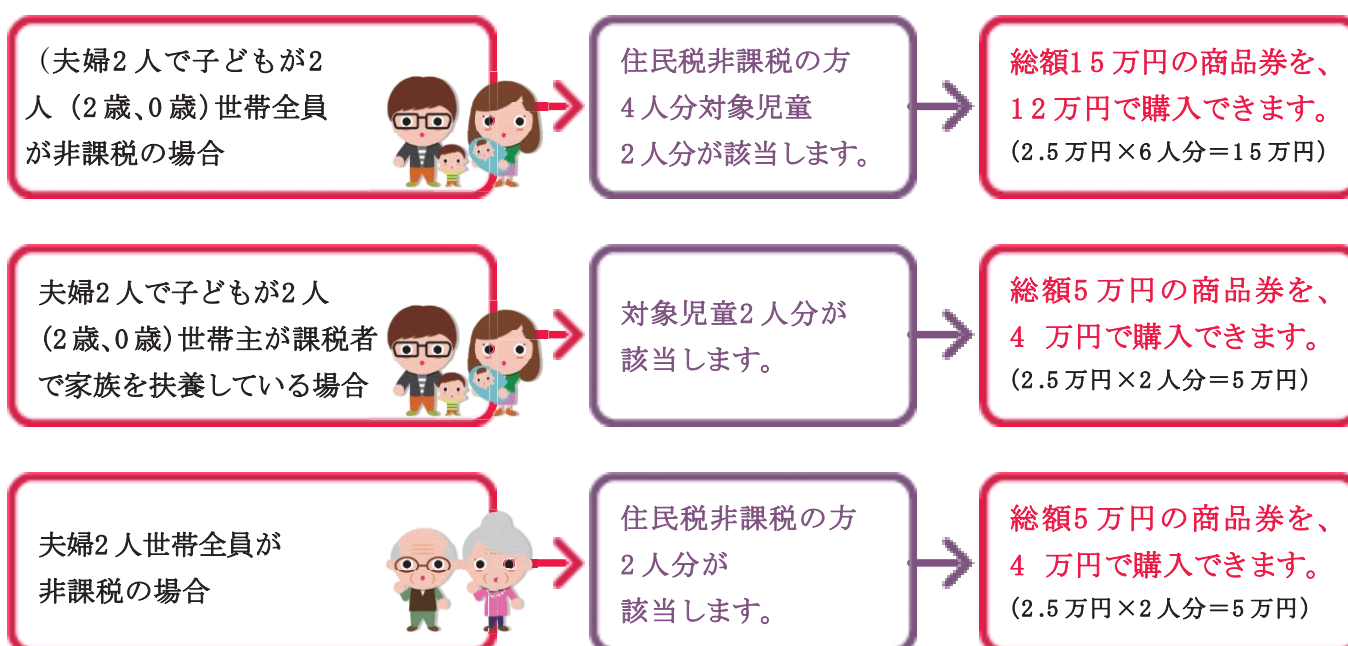 （夫婦2人で子どもが2
人（2歳、0歳）世帯全員
が非課税の場合
住民税非課税の方
4人分対象児童
2人分が該当します。
総額15万円の商品券を、
12万円で購入できます。
（2.5万円×6人分＝15万円）
夫婦2人で子どもが2人
（2歳、0歳）世帯主が課税者
で家族を扶養している場合
対象児童2人分が
該当します。
総額5万円の商品券を、
4 万円で購入できます。
（2.5万円×2人分＝5万円）
夫婦2人世帯全員が
非課税の場合
住民税非課税の方
2人分が
該当します。
総額5万円の商品券を、
4 万円で購入できます。
（2.5万円×2人分＝5万円）